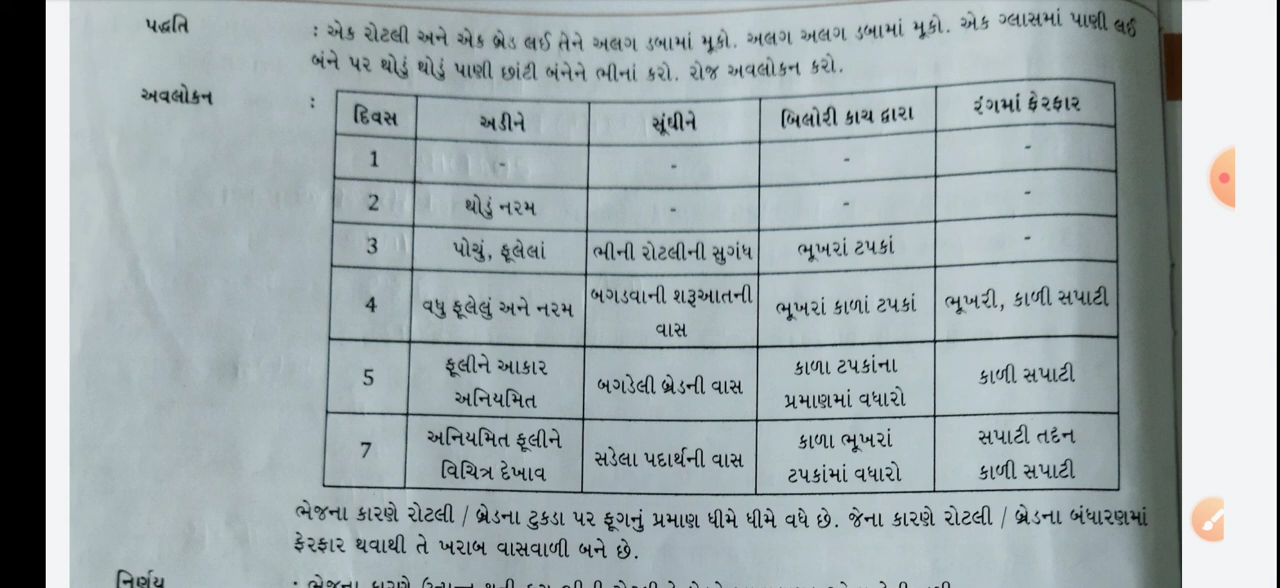 પદ્ધતિ : એક રોટલી અને એક બ્રેડ લઈ તેને અલગ ડબામાં મૂકો. અલગ અલગ ડબામાં મૂકો. એક ગ્લાસમાં પાણી લઈ
બંને પર થોડું થોડું પાણી છાંટી બંનેને ભીનાં કરો. રોજ અવલોકન કરો.
અવલોકન :
દિવસ અડીને સૂંઘીને બિલોરી કાચ દ્વારા રંગમાં ફેરફાર
1 - - - -
2 થોડું નરમ - - -
3 પોચું, ફૂલેલાં ભીની રોટલીની સુગંધ ભૂખરાં ટપકાં -
4 વધુ ફૂલેલું અને નરમ બગડવાની શરૂઆતની વાસ ભૂખરાં કાળાં ટપકાં ભૂખરી, કાળી સપાટી
5 ફૂલીને આકાર અનિયમિત બગડેલી બ્રેડની વાસ કાળા ટપકાંના પ્રમાણમાં વધારો કાળી સપાટી
7 અનિયમિત ફૂલીને વિચિત્ર દેખાવ સડેલા પદાર્થની વાસ કાળા ભૂખરાં ટપકાંમાં વધારો સપાટી તદ્દન કાળી સપાટી
ભેજના કારણે રોટલી / બ્રેડના ટુકડા પર ફૂગનું પ્રમાણ ધીમે ધીમે વધે છે. જેના કારણે રોટલી / બ્રેડના બંધારણમાં
ફેરફાર થવાથી તે ખરાબ વાસવાળી બને છે.
નિર્ણય : ભેજના કારણે